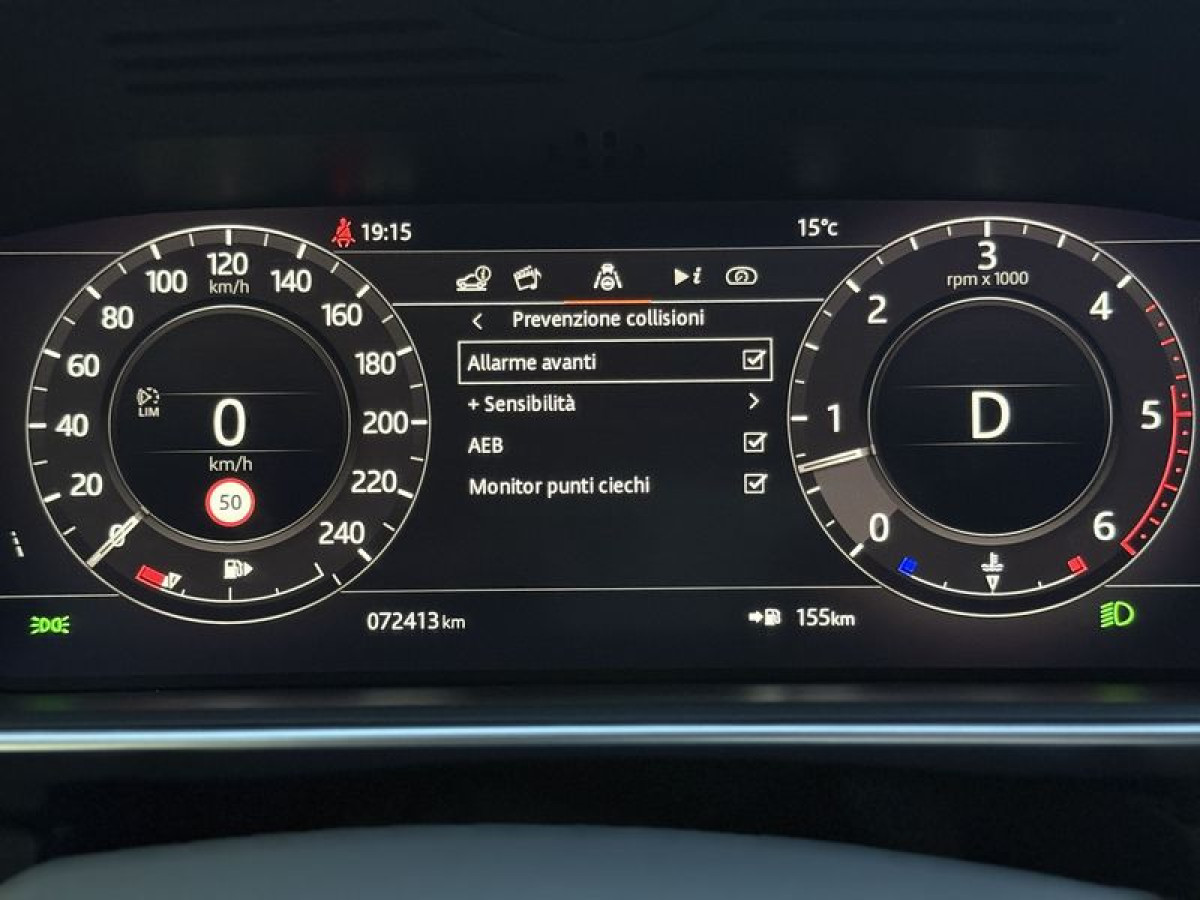 19:15
15°c
Prevenzione collisioni
Allarme avanti
+ Sensibilità
AEB
Monitor punti ciechi
0
20
40
60
80
100
120
km/h
140
160
180
200
220
240
LIM
0
km/h
50
0
1
2
3
rpm x 1000
4
5
6
D
072413 km
155km